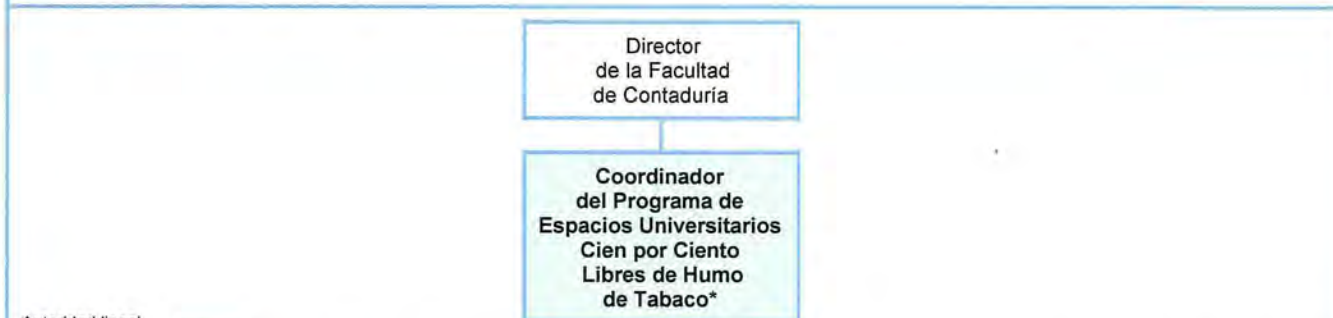 Director
de la Facultad
de Contaduría
Coordinador
del Programa de
Espacios Universitarios
Cien por Ciento
Libres de Humo
de Tabaco*